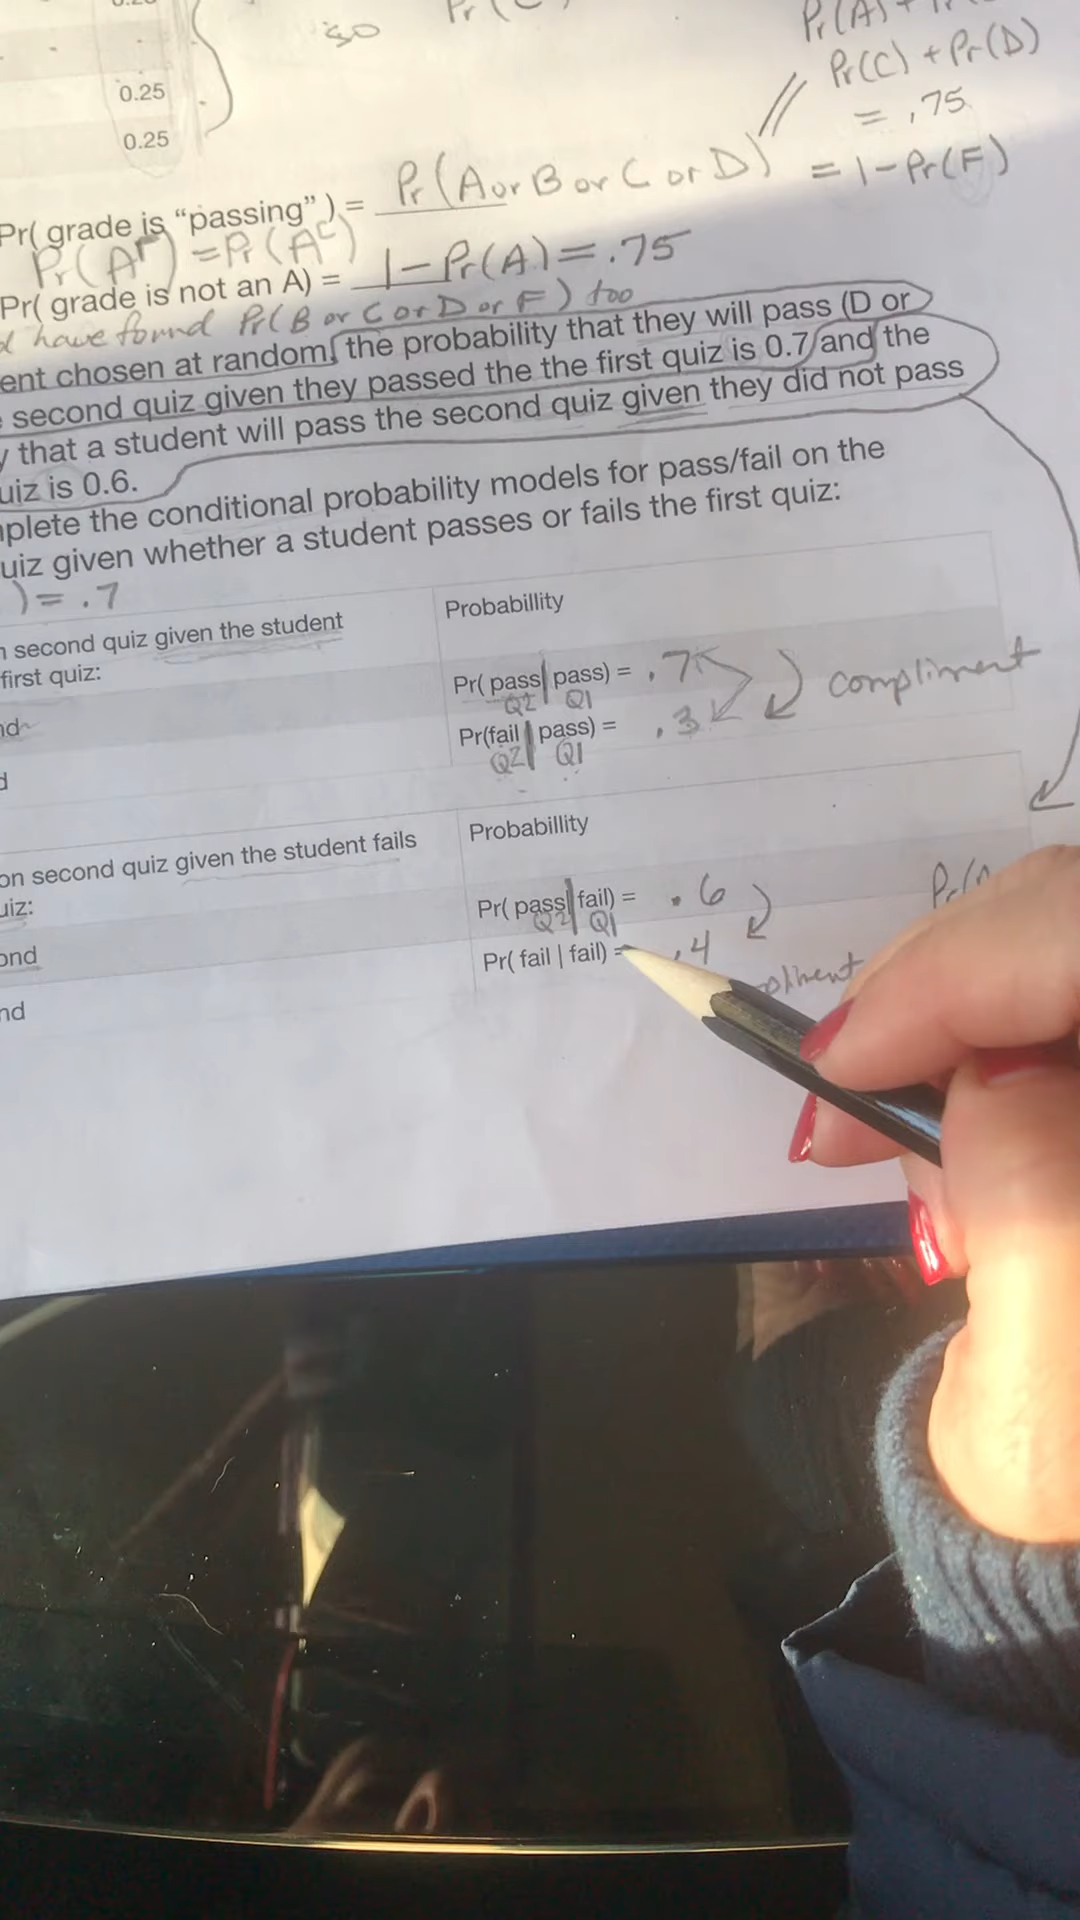 so Pr(
Pr(A) +
0.25
Pr(C) + Pr(D)
0.25
= .75
Pr( grade is “passing” ) = Pr(A or B or C or D) = 1 - Pr(F)
= Pr(Aᶜ)
Pr( grade is not an A) = 1 - Pr(A) = .75
have found Pr(B or C or D or F) too
ent chosen at random, the probability that they will pass (D or
second quiz given they passed the the first quiz is 0.7 and the
y that a student will pass the second quiz given they did not pass
uiz is 0.6.
nplete the conditional probability models for pass/fail on the
uiz given whether a student passes or fails the first quiz:
) = .7
n second quiz given the student
first quiz:
Probabillity
Pr( pass | pass) = .7
Q2 Q1
compliment
nd
Pr(fail | pass) = .3
Q2 Q1
d
on second quiz given the student fails
uiz:
Probabillity
Pr( pass | fail) = .6
Q2 Q1
Pr(
ond
Pr( fail | fail) = .4
pliment
nd